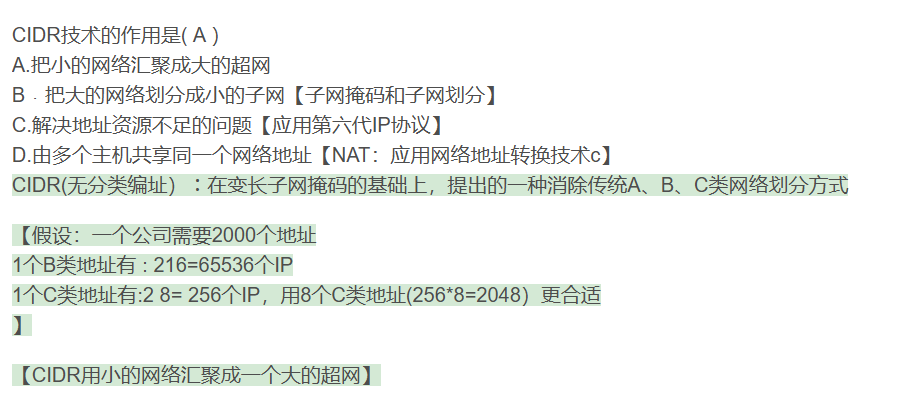 CIDR技术的作用是( A )
A.把小的网络汇聚成大的超网
B．把大的网络划分成小的子网【子网掩码和子网划分】
C.解决地址资源不足的问题【应用第六代IP协议】
D.由多个主机共享同一个网络地址【NAT：应用网络地址转换技术c】
CIDR(无分类编址）：在变长子网掩码的基础上，提出的一种消除传统A、B、C类网络划分方式
【假设：一个公司需要2000个地址
1个B类地址有 : 216=65536个IP
1个C类地址有:2 8= 256个IP，用8个C类地址(256*8=2048）更合适
】
【CIDR用小的网络汇聚成一个大的超网】